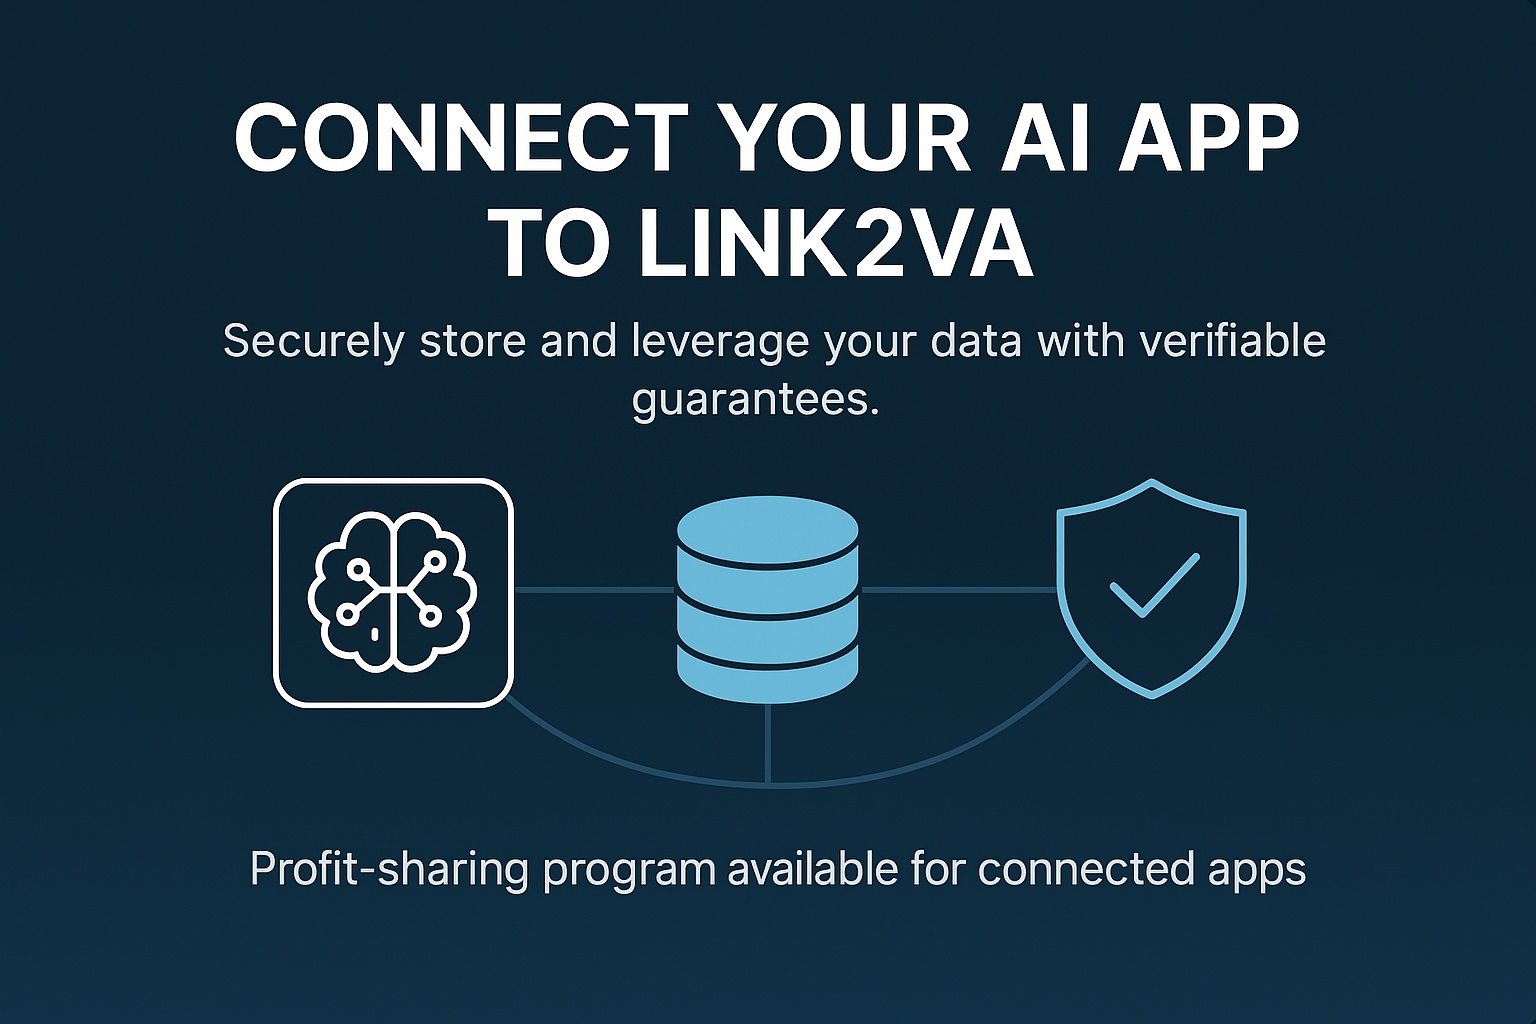 CONNECT YOUR AI APP
TO LINK2VA
Securely store and leverage your data with verifiable
guarantees.
Profit-sharing program available for connected apps